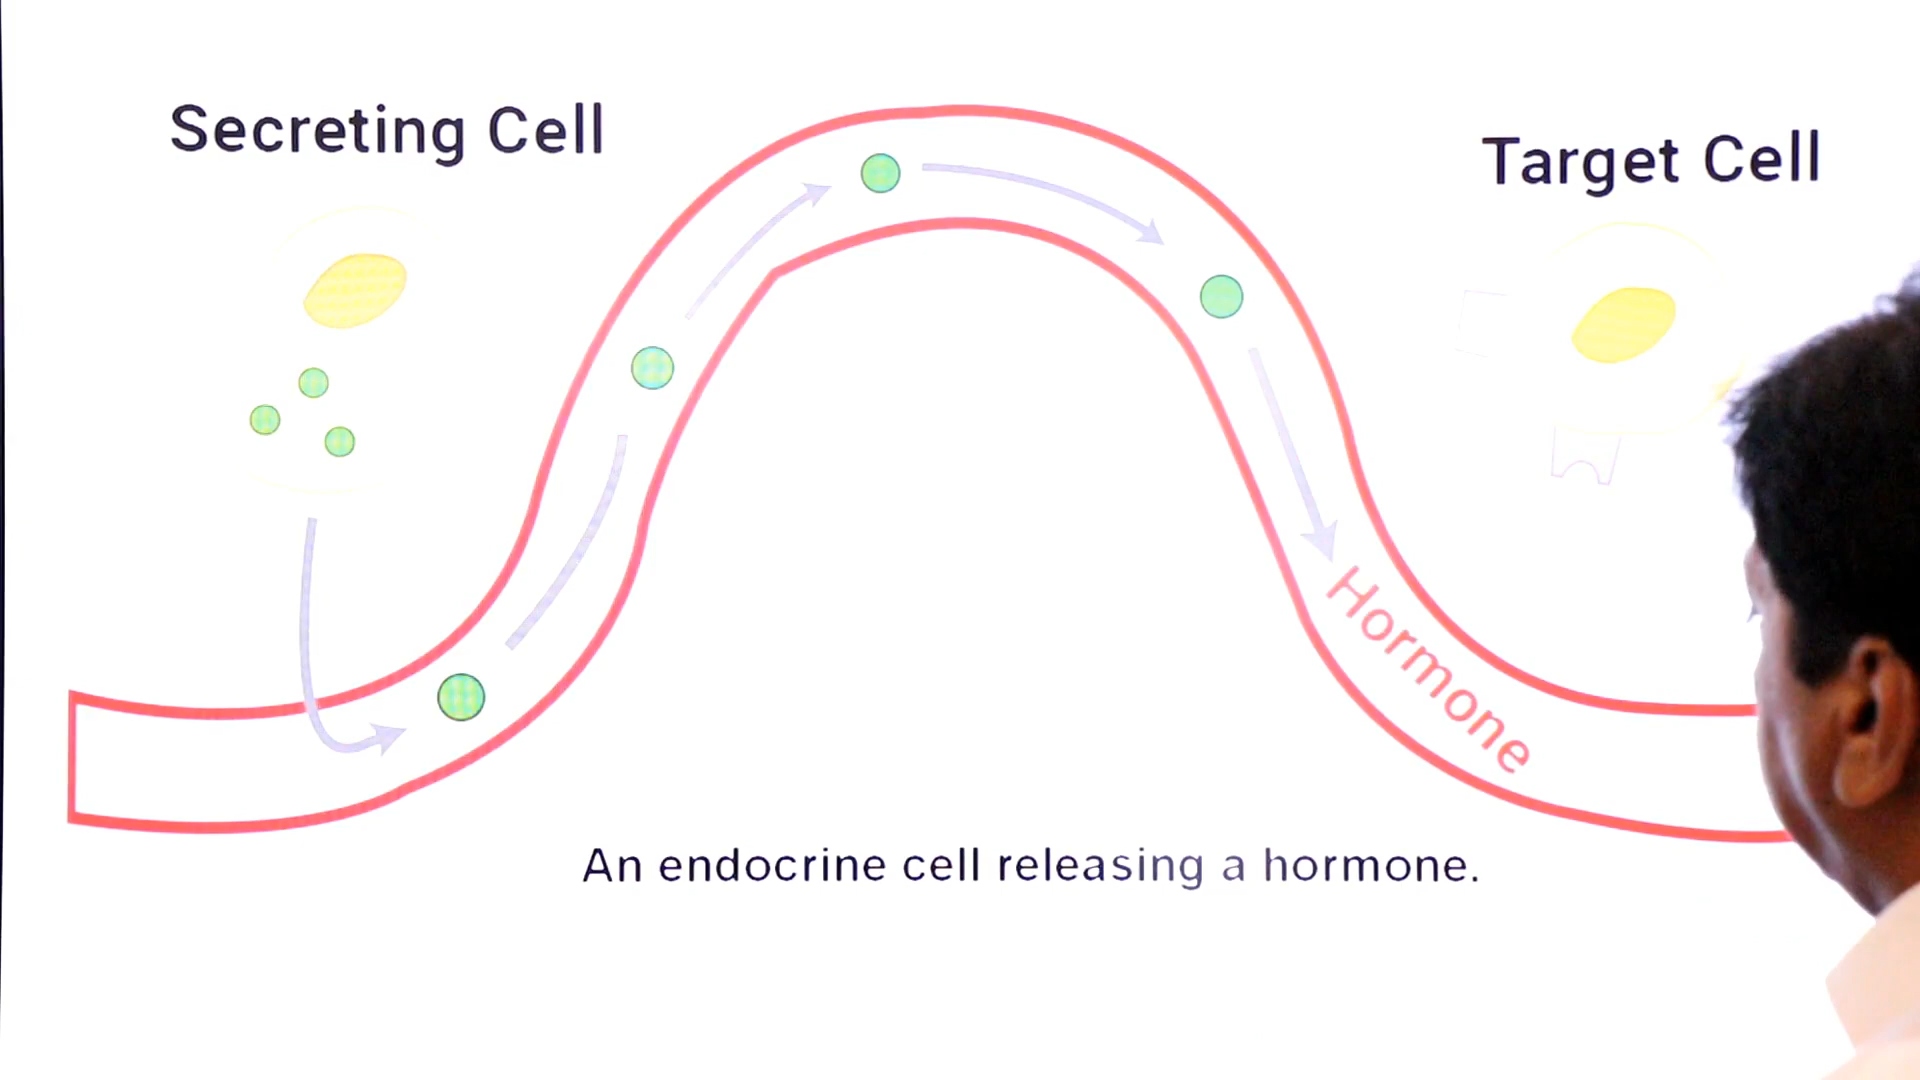 Secreting Cell
Target Cell
Hormone
An endocrine cell releasing a hormone.